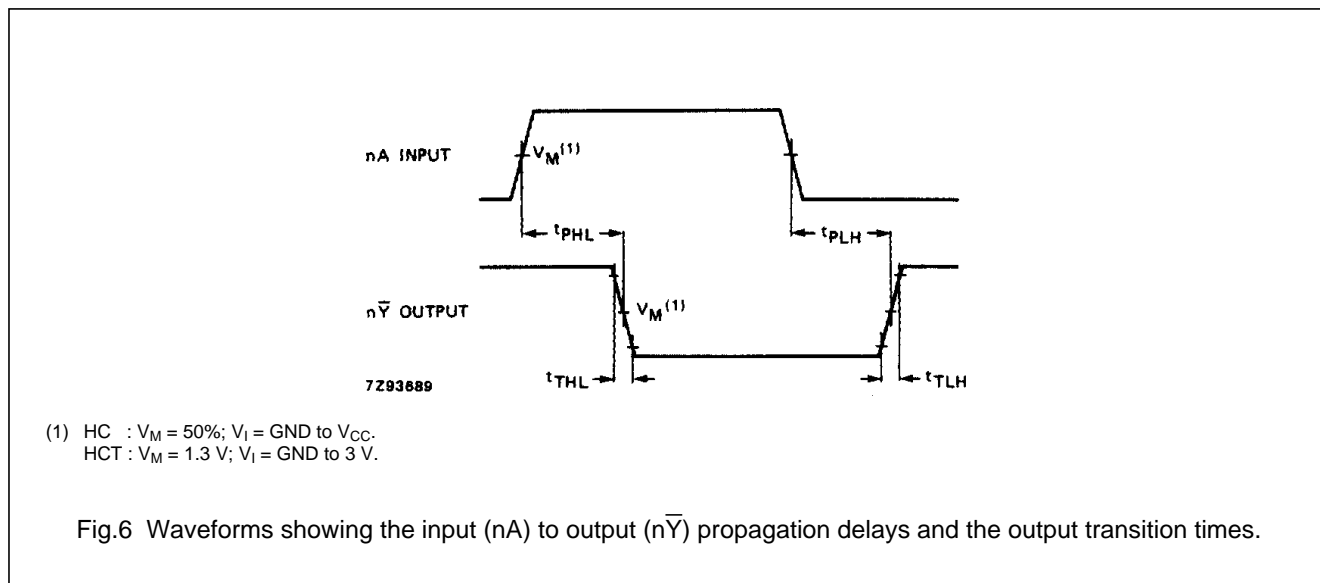 nA INPUT
V_M(1)
t_PHL
t_PLH
nȲ OUTPUT
V_M(1)
7Z93689
t_THL
t_TLH
(1) HC : V_M = 50%; V_I = GND to V_CC.
HCT : V_M = 1.3 V; V_I = GND to 3 V.
Fig.6 Waveforms showing the input (nA) to output (nȲ) propagation delays and the output transition times.